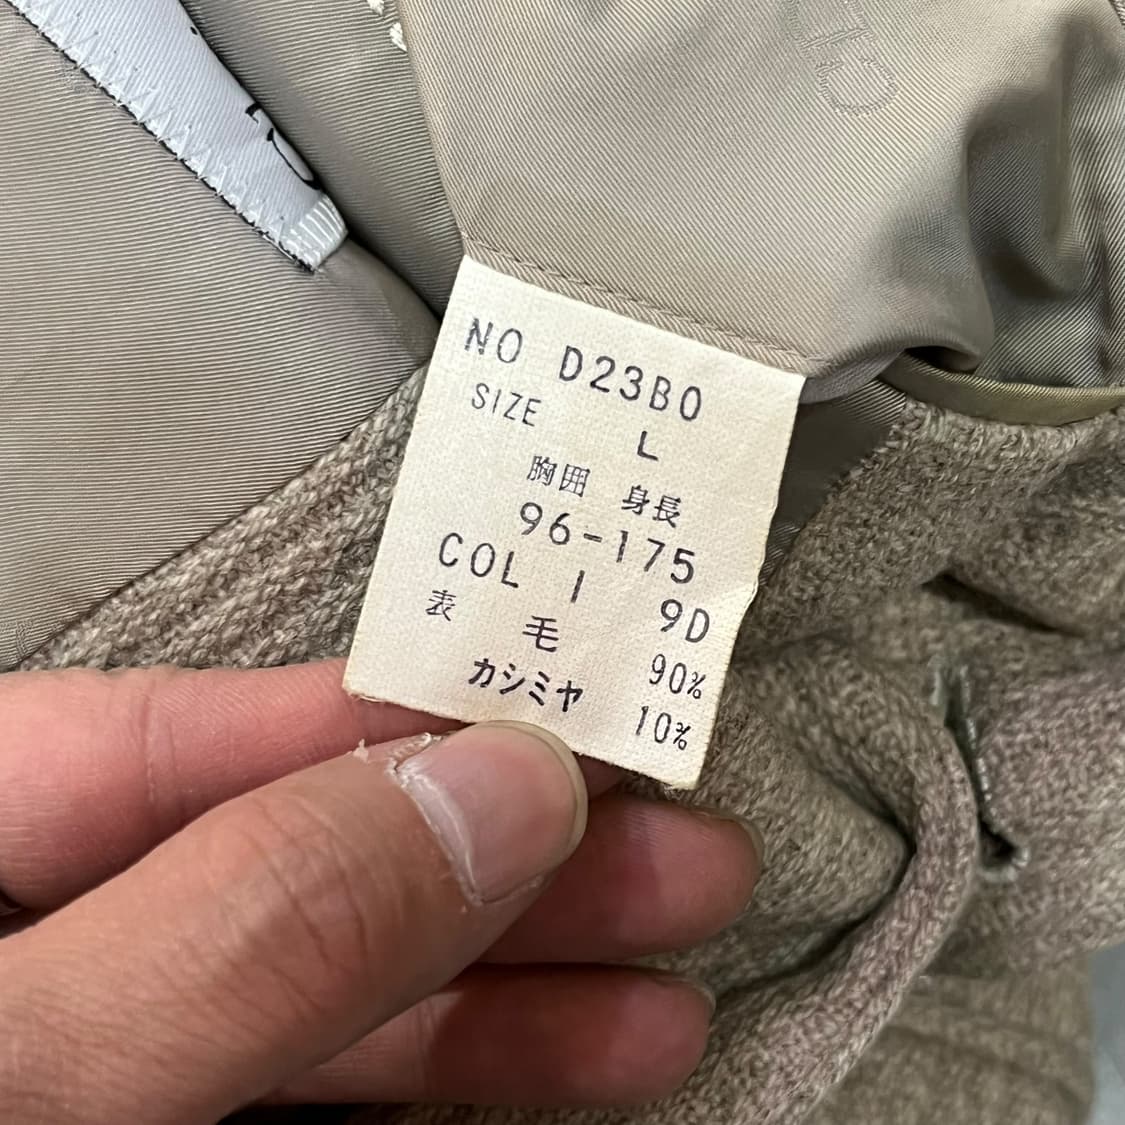 NO D23B0
SIZE L
胸囲 身長
96-175
COL 1 9D
表 毛 90%
カシミヤ 10%